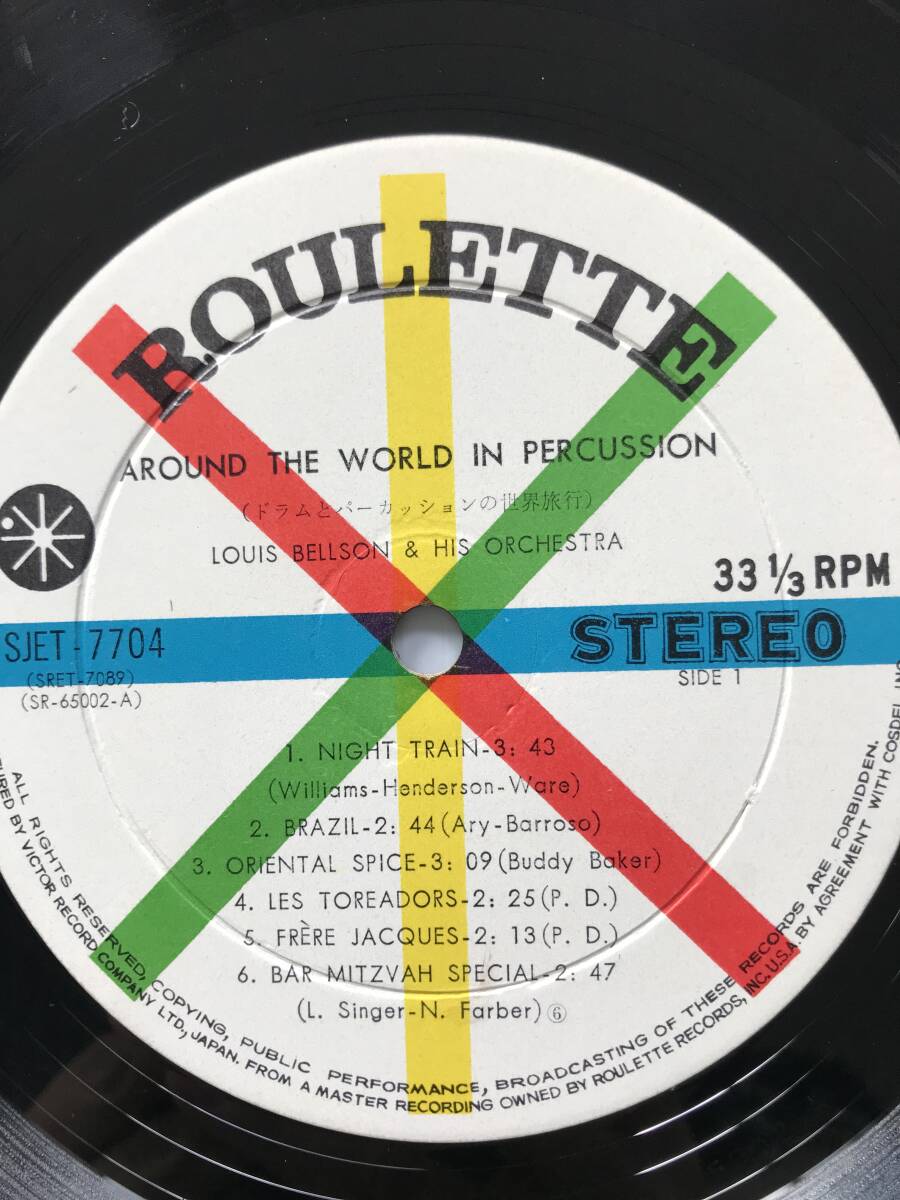 ROULETTE
AROUND THE WORLD IN PERCUSSION
(ドラムとパーカッションの世界旅行)
LOUIS BELLSON & HIS ORCHESTRA
33 1/3 RPM
SJET-7704
STEREO
(SRET-7089)
SIDE 1
(SR-65002-A)
1. NIGHT TRAIN-3: 43
(Williams-Henderson-Ware)
2. BRAZIL-2: 44(Ary-Barroso)
3. ORIENTAL SPICE-3: 09(Buddy Baker)
4. LES TOREADORS-2: 25(P. D.)
5. FRÈRE JACQUES-2: 13(P. D.)
6. BAR MITZVAH SPECIAL-2: 47
(L. Singer-N. Farber)⑥
ALL RIGHTS RESERVED, COPYING, PUBLIC PERFORMANCE, BROADCASTING OF THESE RECORDS ARE FORBIDDEN.
BY VICTOR RECORD COMPANY LTD., JAPAN. FROM A MASTER RECORDING OWNED BY ROULETTE RECORDS, INC. U.S.A. BY AGREEMENT WITH COSDEL